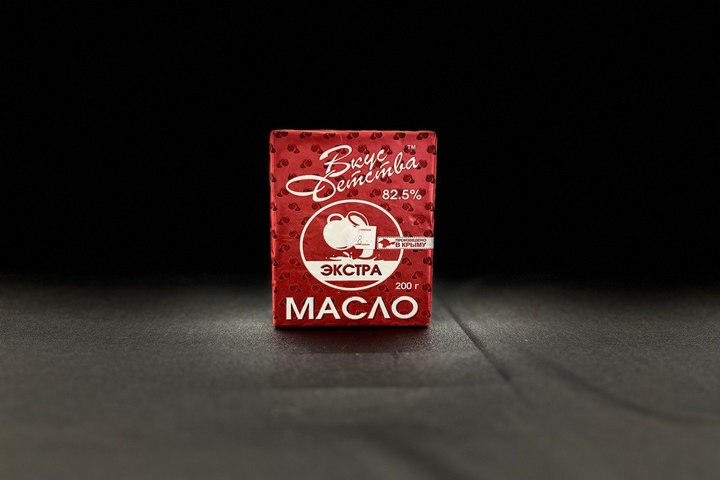 Вкус
Детства
™
82.5%
ПРОИЗВЕДЕНО
В КРЫМУ
ЭКСТРА
200 г
МАСЛО